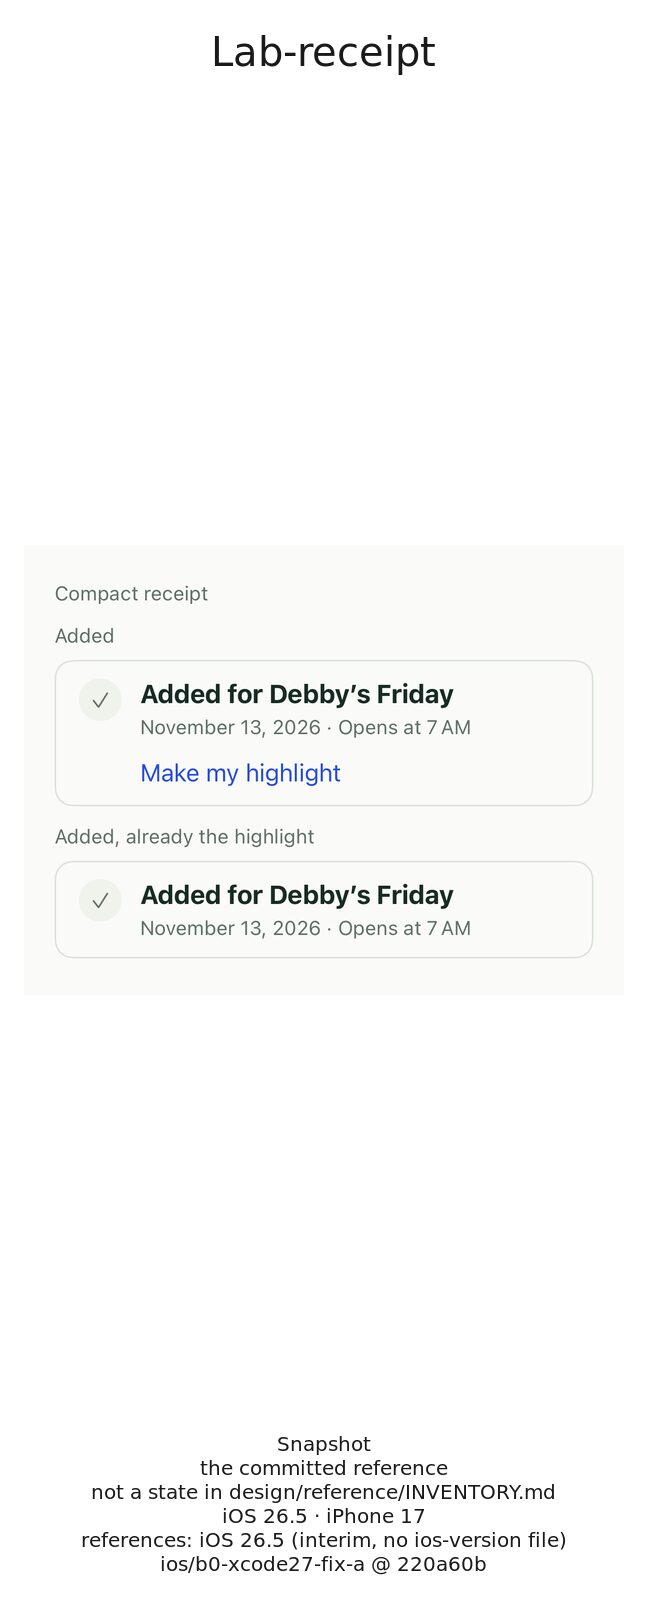 Lab-receipt
Compact receipt
Added
Added for Debby’s Friday
November 13, 2026 · Opens at 7 AM
Make my highlight
Added, already the highlight
Added for Debby’s Friday
November 13, 2026 · Opens at 7 AM
Snapshot
the committed reference
not a state in design/reference/INVENTORY.md
iOS 26.5 · iPhone 17
references: iOS 26.5 (interim, no ios-version file)
ios/b0-xcode27-fix-a @ 220a60b